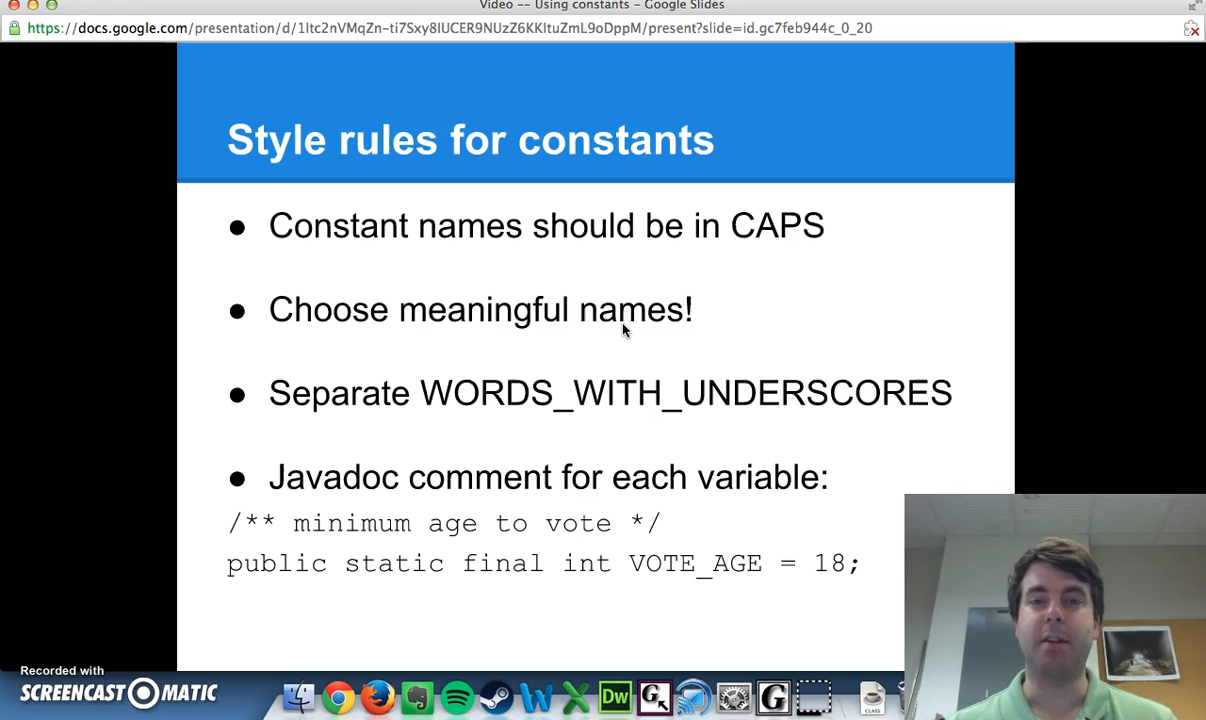 Video -- Using constants - Google Slides
https://docs.google.com/presentation/d/1Itc2nVMqZn-ti7Sxy8IUCER9NUzZ6KKItuZmL9oDppM/present?slide=id.gc7feb944c_0_20
Style rules for constants
● Constant names should be in CAPS
● Choose meaningful names!
● Separate WORDS_WITH_UNDERSCORES
● Javadoc comment for each variable:
/** minimum age to vote */
public static final int VOTE_AGE = 18;
Recorded with
SCREENCAST MATIC
Dw
CLASS